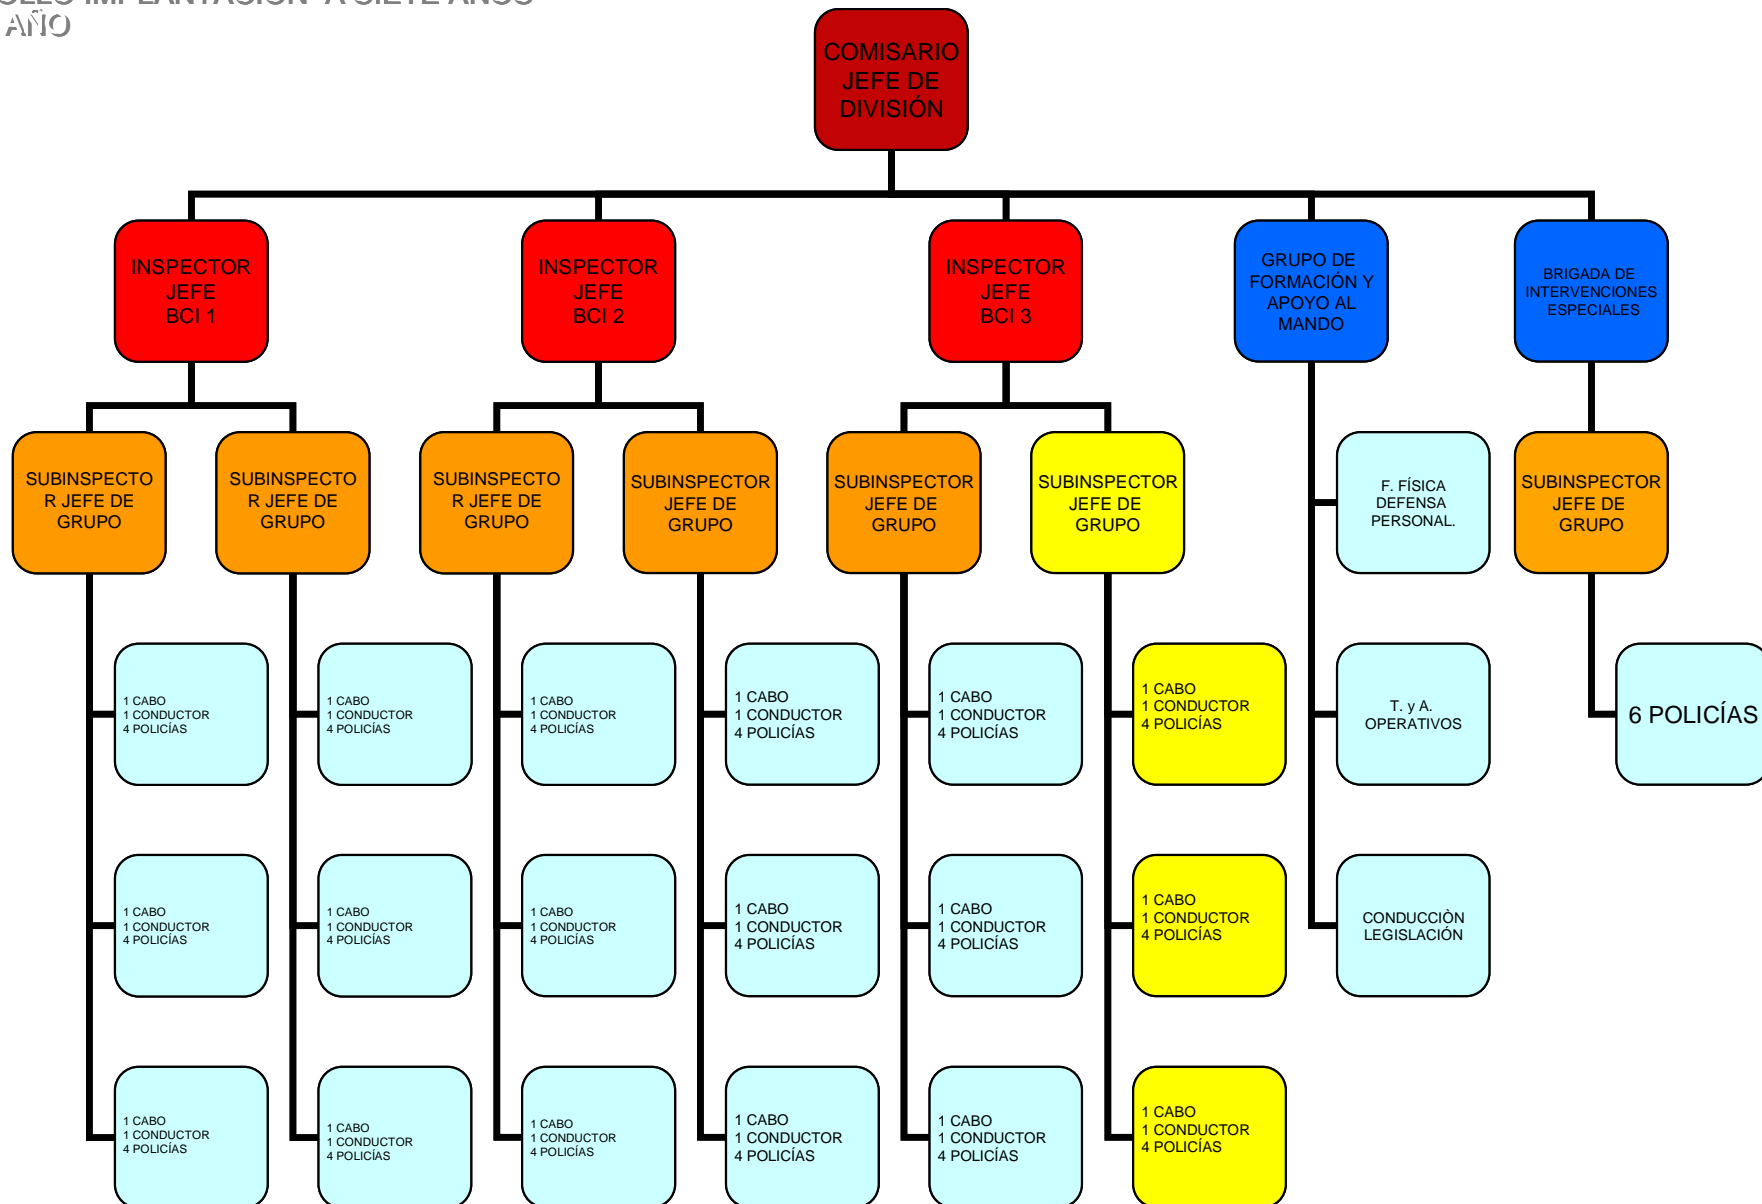 IMPLANTACIÓN A SIETE AÑOS
AÑO
COMISARIO
JEFE DE
DIVISIÓN
INSPECTOR
JEFE
BCI 1
INSPECTOR
JEFE
BCI 2
INSPECTOR
JEFE
BCI 3
GRUPO DE
FORMACIÓN Y
APOYO AL
MANDO
BRIGADA DE
INTERVENCIONES
ESPECIALES
SUBINSPECTO
R JEFE DE
GRUPO
SUBINSPECTO
R JEFE DE
GRUPO
SUBINSPECTO
R JEFE DE
GRUPO
SUBINSPECTOR
JEFE DE
GRUPO
SUBINSPECTOR
JEFE DE
GRUPO
SUBINSPECTOR
JEFE DE
GRUPO
F. FÍSICA
DEFENSA
PERSONAL.
SUBINSPECTOR
JEFE DE
GRUPO
1 CABO
1 CONDUCTOR
4 POLICÍAS
1 CABO
1 CONDUCTOR
4 POLICÍAS
1 CABO
1 CONDUCTOR
4 POLICÍAS
1 CABO
1 CONDUCTOR
4 POLICÍAS
1 CABO
1 CONDUCTOR
4 POLICÍAS
1 CABO
1 CONDUCTOR
4 POLICÍAS
T. y A.
OPERATIVOS
6 POLICÍAS
1 CABO
1 CONDUCTOR
4 POLICÍAS
1 CABO
1 CONDUCTOR
4 POLICÍAS
1 CABO
1 CONDUCTOR
4 POLICÍAS
1 CABO
1 CONDUCTOR
4 POLICÍAS
1 CABO
1 CONDUCTOR
4 POLICÍAS
1 CABO
1 CONDUCTOR
4 POLICÍAS
CONDUCCIÒN
LEGISLACIÓN
1 CABO
1 CONDUCTOR
4 POLICÍAS
1 CABO
1 CONDUCTOR
4 POLICÍAS
1 CABO
1 CONDUCTOR
4 POLICÍAS
1 CABO
1 CONDUCTOR
4 POLICÍAS
1 CABO
1 CONDUCTOR
4 POLICÍAS
1 CABO
1 CONDUCTOR
4 POLICÍAS